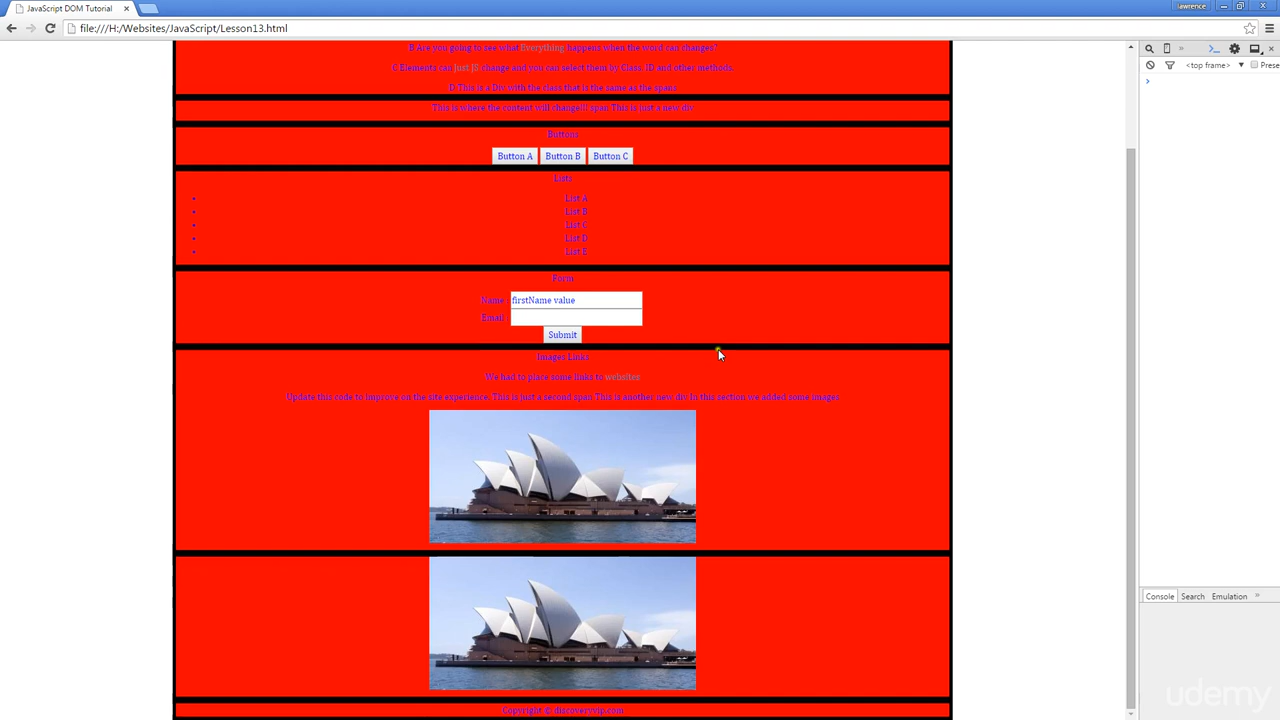 JavaScript DOM Tutorial
lawrence
file:///H:/Websites/JavaScript/Lesson13.html
B Are you going to see what Everything happens when the word can changes?
C Elements can just JS change and you can select them by Class, ID and other methods.
D This is a Div with the class that is the same as the spans
This is where the content will change!!! span This is just a new div
Buttons
Button A Button B Button C
Lists
List A
List B
List C
List D
List E
Form
Name: firstName value
Email:
Submit
Images Links
We had to place some links to websites
Update this code to improve on the site experience. This is just a second span This is another new div In this section we added some images
Copyright © discoveryvip.com
<top frame> ▼ Prese
Console Search Emulation »
udemy